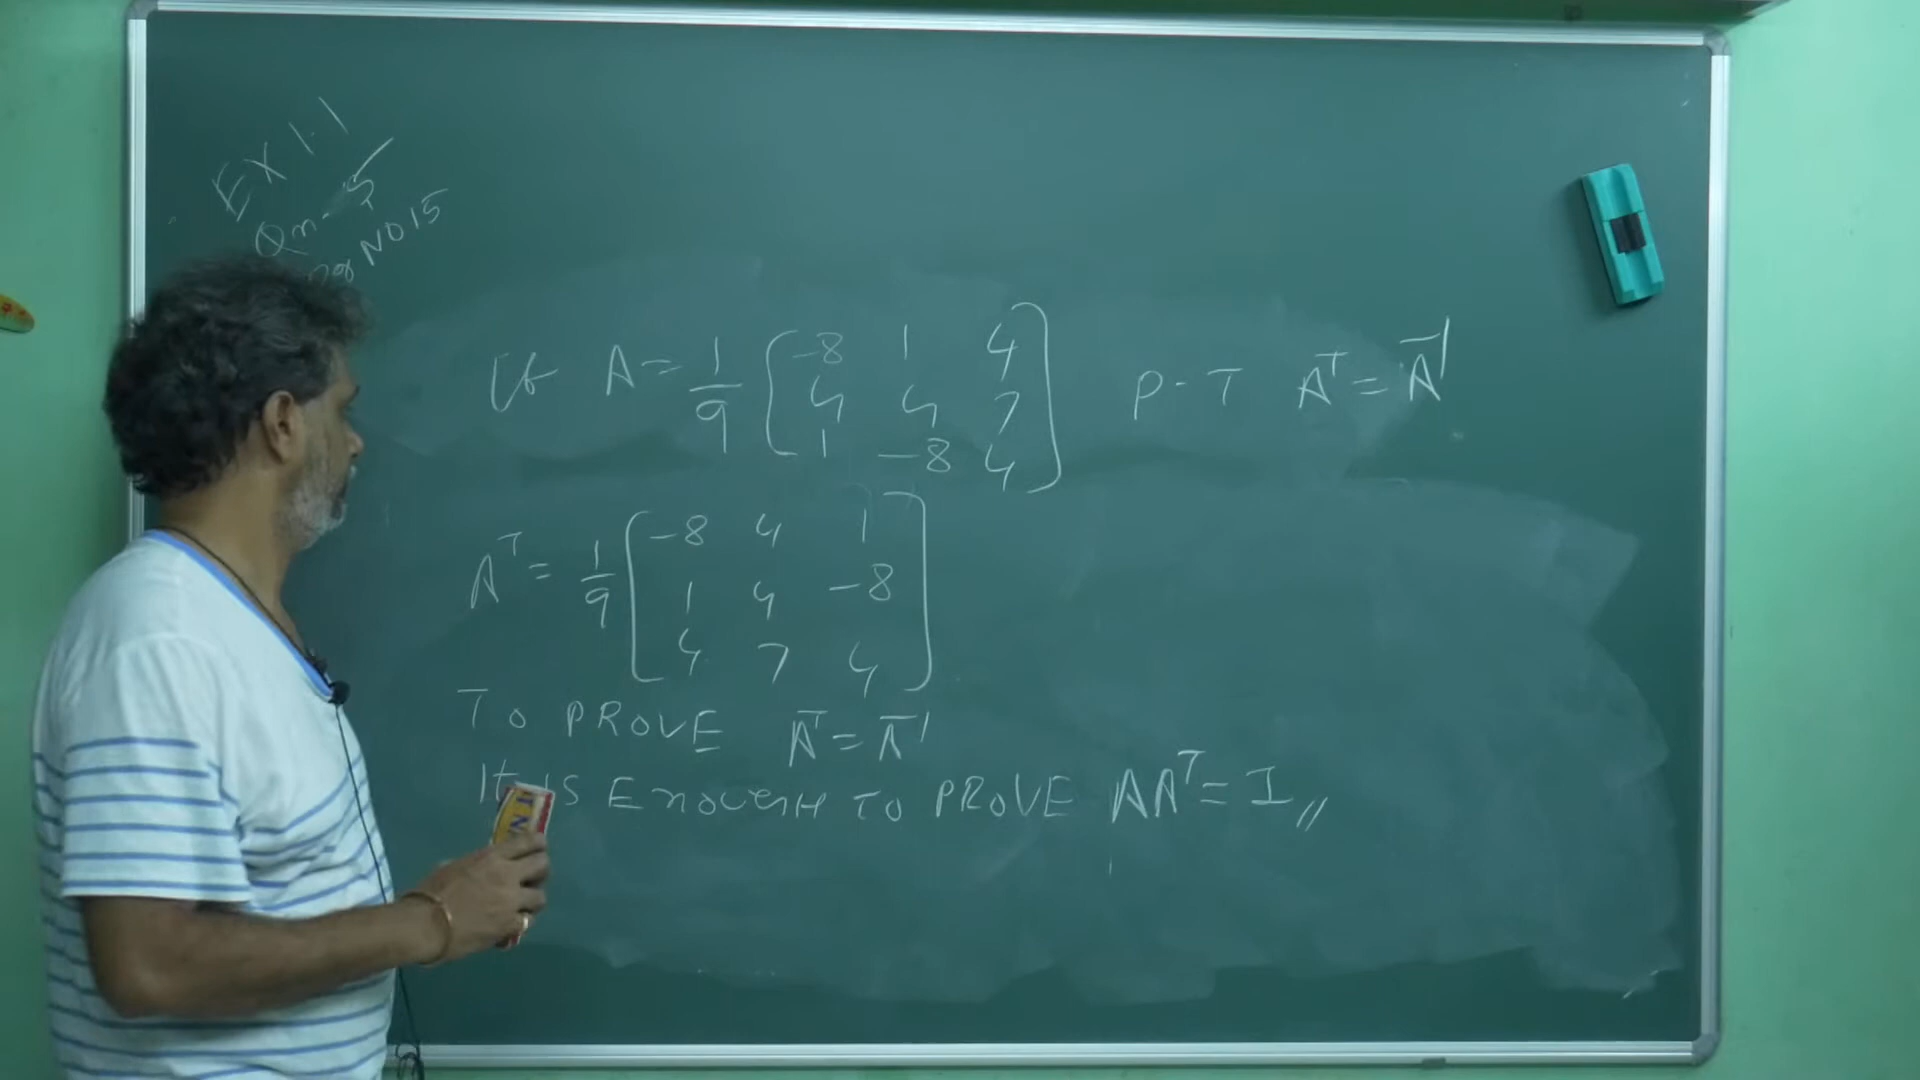 EX 1.1
Qn-5
NO 15
If A = 1/9 [ -8 1 4
4 4 7
1 -8 4 ] P-T A^T = A^-1
A^T = 1/9 [ -8 4 1
1 4 -8
4 7 4 ]
TO PROVE A^T = A^-1
It is ENOUGH TO PROVE AA^T = I //